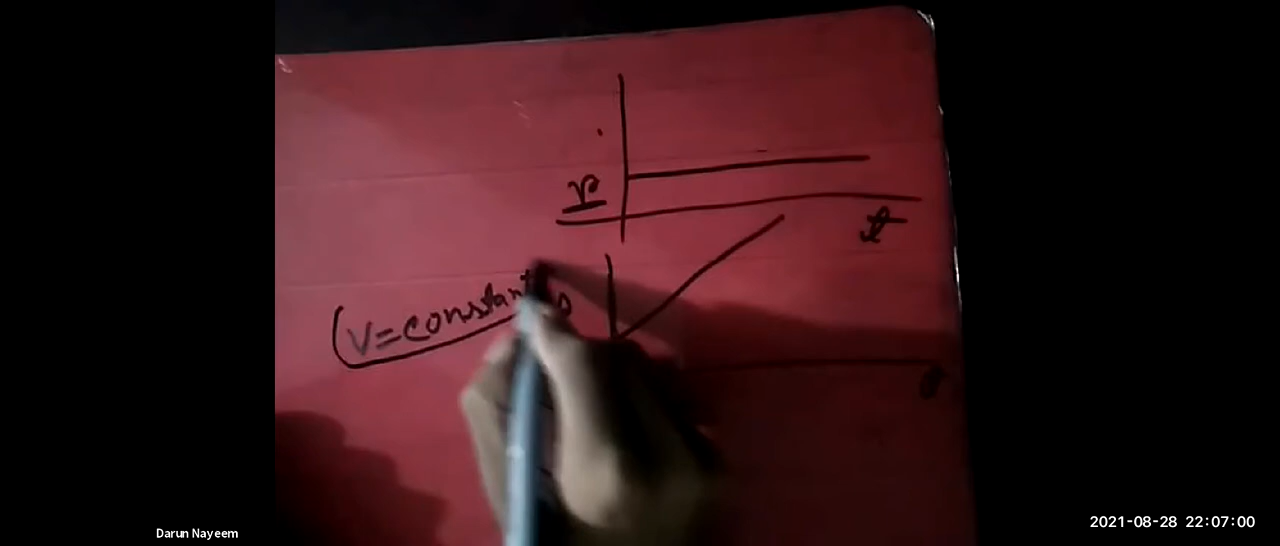 v
t
(v=constant
Darun Nayeem
2021-08-28 22:07:00